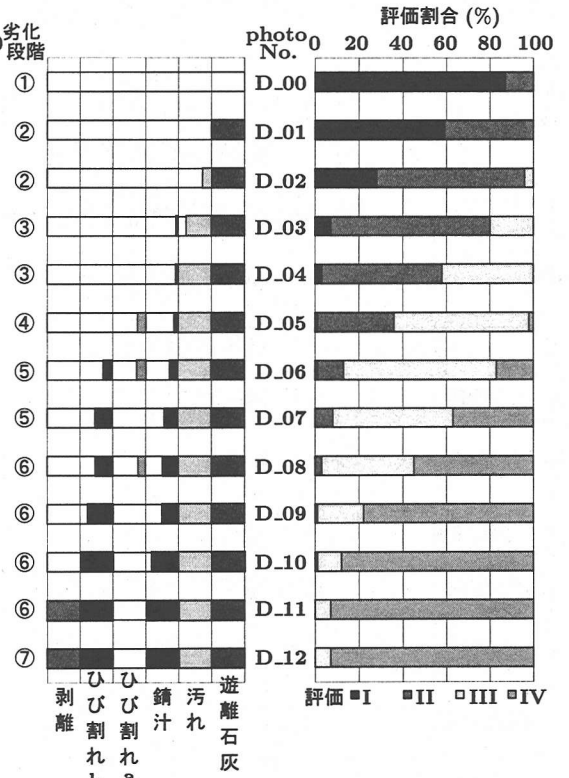 劣化
段階
photo
No.
評価割合 (%)
0 20 40 60 80 100
① D_00
② D_01
② D_02
③ D_03
③ D_04
④ D_05
⑤ D_06
⑤ D_07
⑥ D_08
⑥ D_09
⑥ D_10
⑥ D_11
⑦ D_12
剥離
ひび割れ
ひび割れ
錆汁
汚れ
遊離石灰
評価 I II III IV